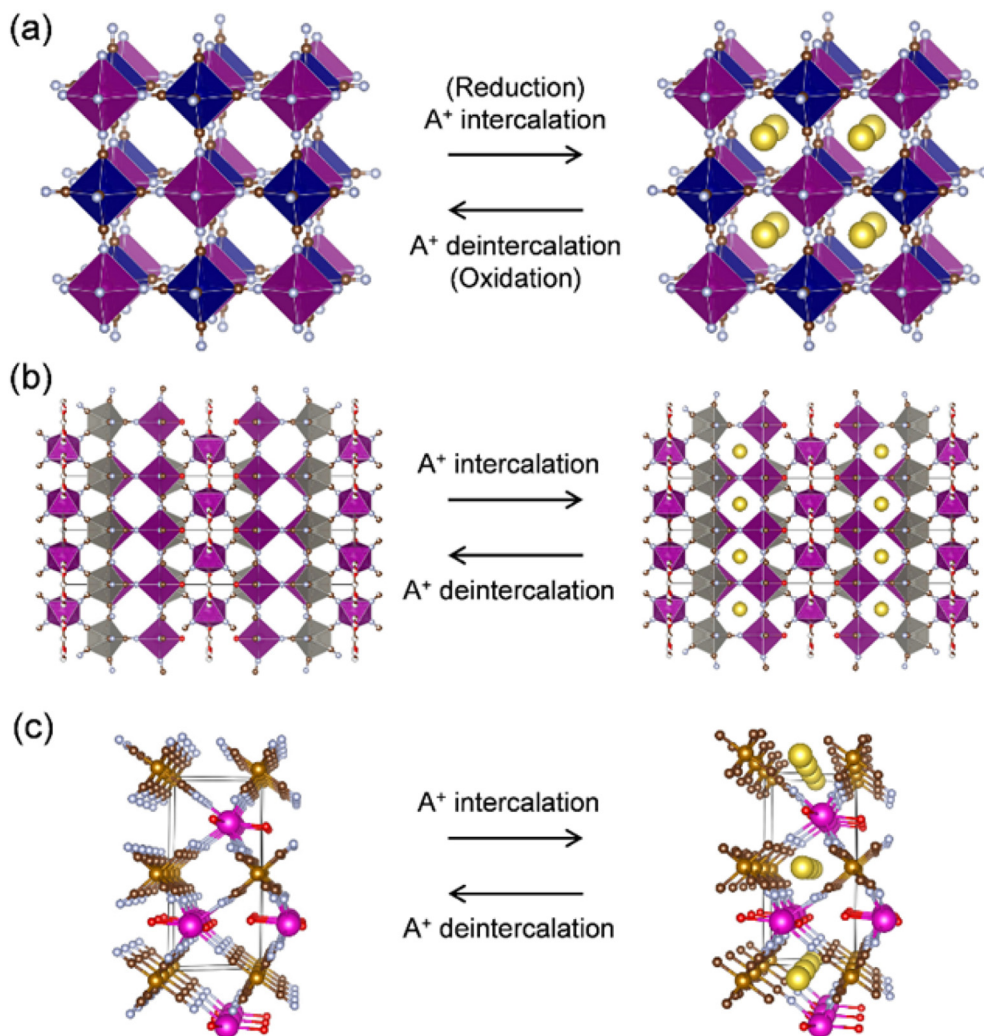 (a)
(Reduction)
A⁺ intercalation
A⁺ deintercalation
(Oxidation)
(b)
A⁺ intercalation
A⁺ deintercalation
(c)
A⁺ intercalation
A⁺ deintercalation